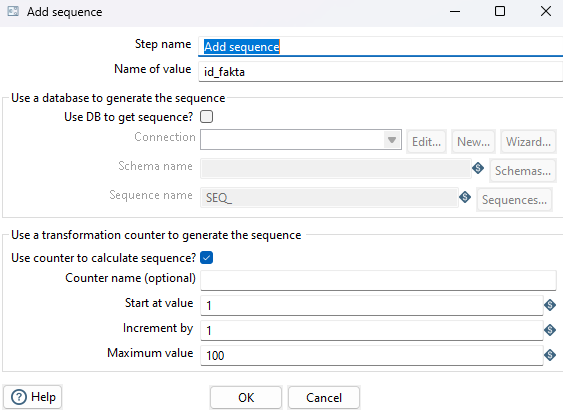 Add sequence
Step name Add sequence
Name of value id_fakta
Use a database to generate the sequence
Use DB to get sequence?
Connection Edit... New... Wizard...
Schema name Schemas...
Sequence name SEQ_ Sequences...
Use a transformation counter to generate the sequence
Use counter to calculate sequence?
Counter name (optional)
Start at value 1
Increment by 1
Maximum value 100
Help OK Cancel